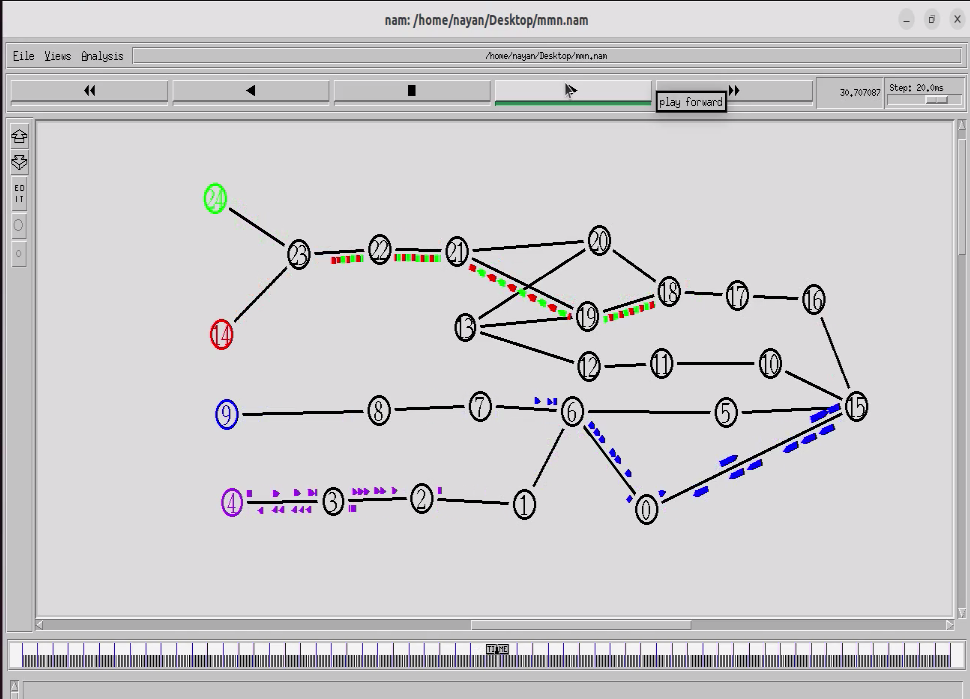 nam: /home/nayan/Desktop/mmn.nam
File Views Analysis /home/nayan/Desktop/mmn.nam
30.707087 Step: 20.0ms
play forward
ED
IT
24
20
23 22 21
18 17 16
14 13 19
12 11 10
9 8 7 6 5 15
4 3 2 1 0
TIME